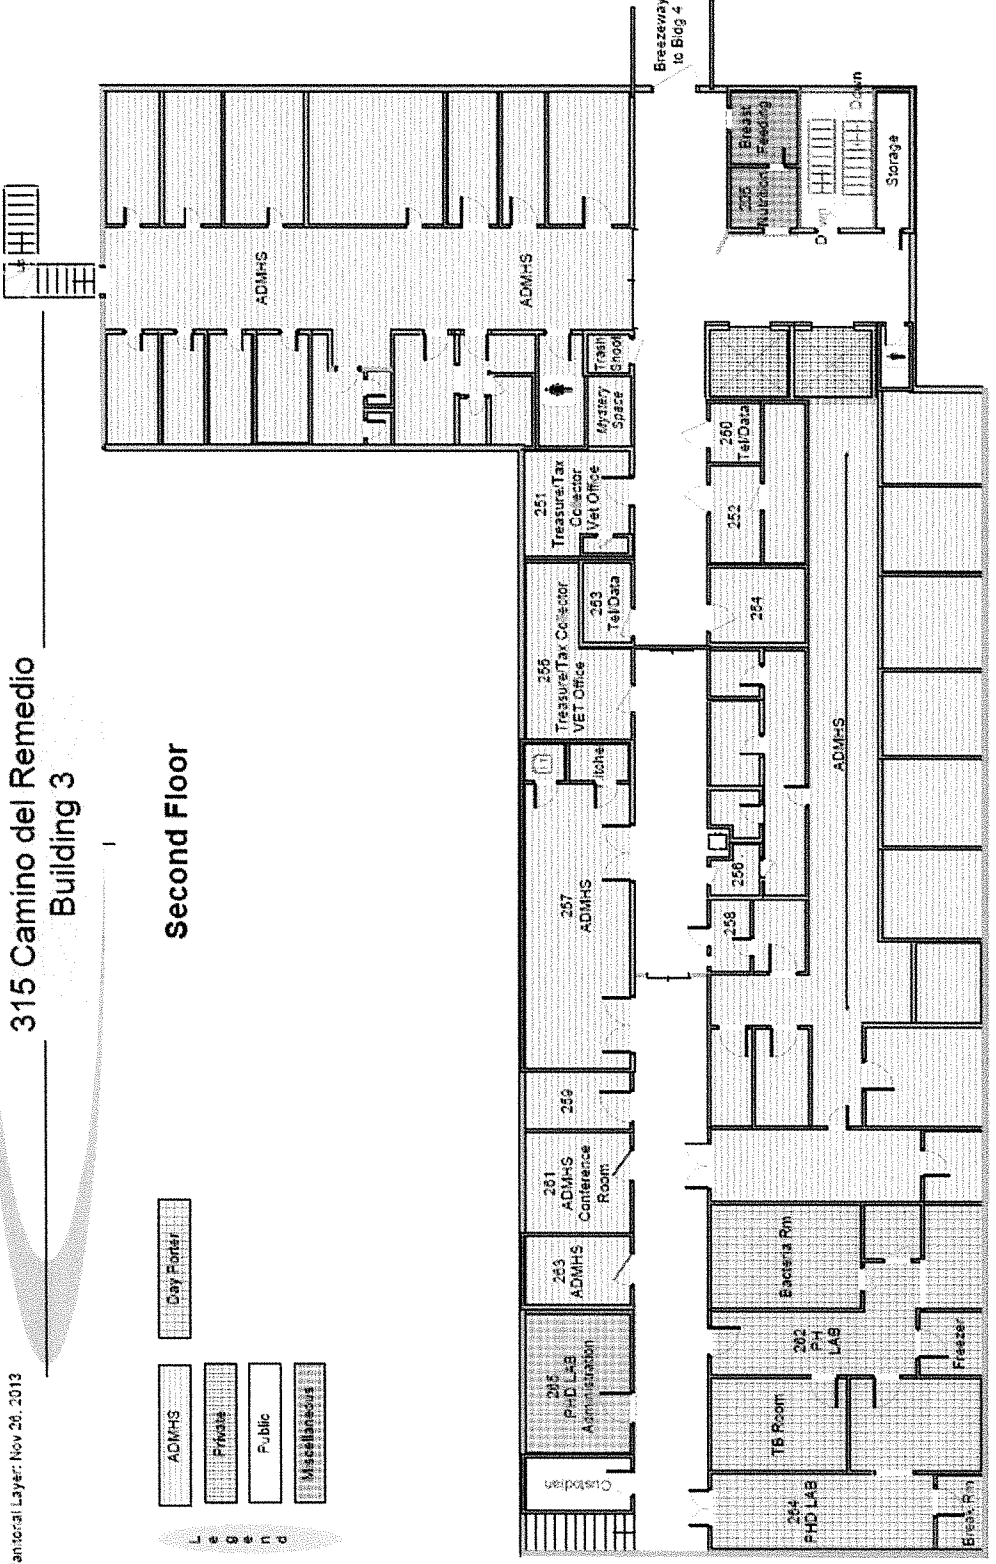 315 Camino del Remedio
Building 3
Second Floor
Nov 26, 2013
Legend
ADMHS
Private
Public
Miscellaneous
Day Porter
Breezeway
to Bldg 4
ADMHS
ADMHS
Breast
Feeding
235
Nutrition
Down
Storage
Trash
Shoot
Mystery
Space
251
Treasure/Tax
Collector
Vet Office
250
Tel/Data
252
253
Tel/Data
254
255
Treasure/Tax Collector
VET Office
Kitche
257
ADMHS
256
258
ADMHS
259
261
ADMHS
Conference
Room
263
ADMHS
265
PHD LAB
Administration
Custodian
Bacteria Rm
262
PH
LAB
Freezer
TB Room
264
PHD LAB
Break Rm